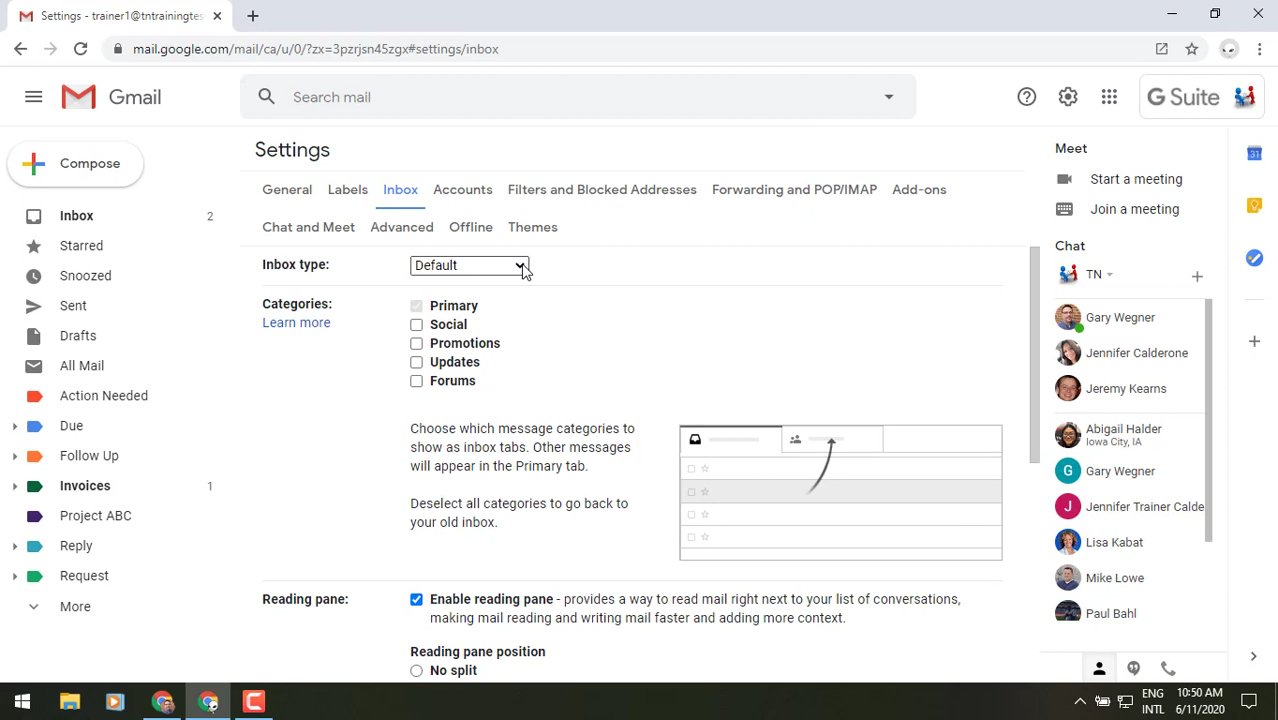 Settings - trainer1@tntrainingtes
mail.google.com/mail/ca/u/0/?zx=3pzrjsn45zgx#settings/inbox
Gmail
Search mail
G Suite
Compose
Inbox 2
Starred
Snoozed
Sent
Drafts
All Mail
Action Needed
Due
Follow Up
Invoices 1
Project ABC
Reply
Request
More
Settings
General Labels Inbox Accounts Filters and Blocked Addresses Forwarding and POP/IMAP Add-ons
Chat and Meet Advanced Offline Themes
Inbox type: Default
Categories: Primary
Learn more Social
Promotions
Updates
Forums
Choose which message categories to
show as inbox tabs. Other messages
will appear in the Primary tab.
Deselect all categories to go back to
your old inbox.
Reading pane: Enable reading pane - provides a way to read mail right next to your list of conversations,
making mail reading and writing mail faster and adding more context.
Reading pane position
No split
Meet
Start a meeting
Join a meeting
Chat
TN
Gary Wegner
Jennifer Calderone
Jeremy Kearns
Abigail Halder
Iowa City, IA
G Gary Wegner
J Jennifer Trainer Calde
Lisa Kabat
Mike Lowe
Paul Bahl
31
ENG 10:50 AM
INTL 6/11/2020